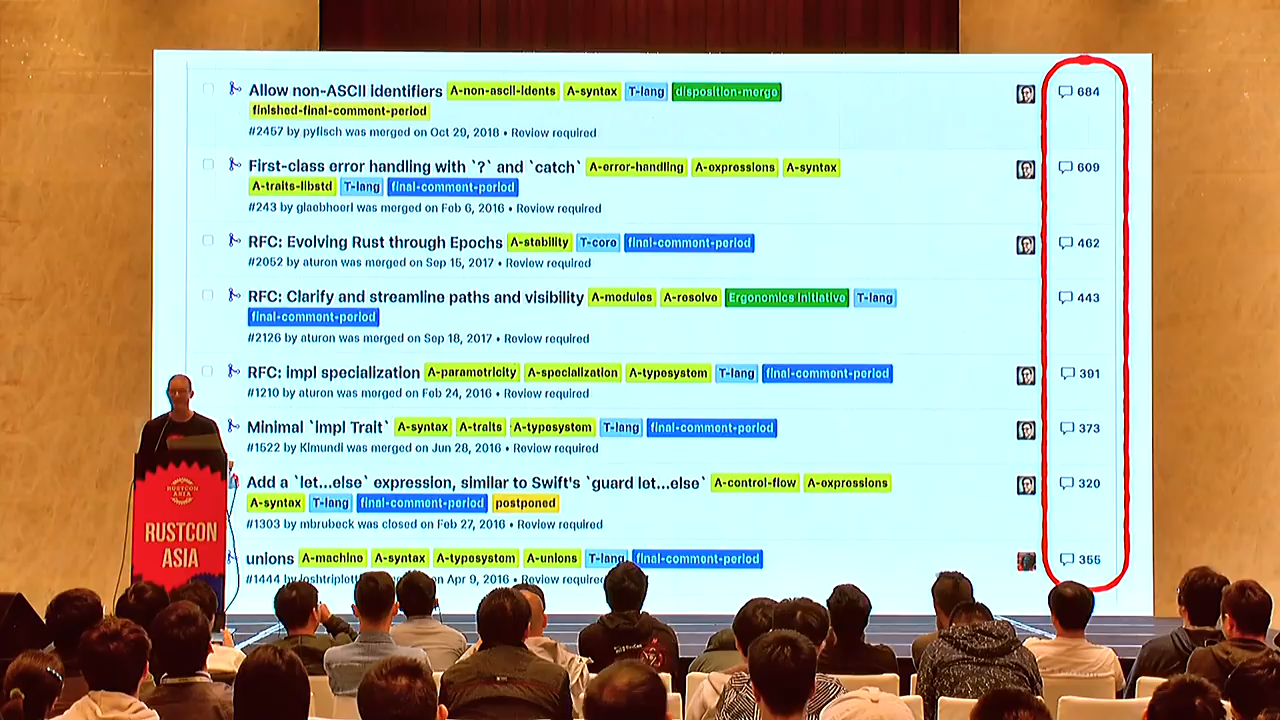 Allow non-ASCII identifiers A-non-ascii-idents A-syntax T-lang disposition-merge 684
finished-final-comment-period
#2457 by pyfisch was merged on Oct 29, 2018 • Review required
First-class error handling with `?` and `catch` A-error-handling A-expressions A-syntax 609
A-traits-libstd T-lang final-comment-period
#243 by glaebhoerl was merged on Feb 6, 2016 • Review required
RFC: Evolving Rust through Epochs A-stability T-core final-comment-period 462
#2052 by aturon was merged on Sep 15, 2017 • Review required
RFC: Clarify and streamline paths and visibility A-modules A-resolve Ergonomics Initiative T-lang 443
final-comment-period
#2126 by aturon was merged on Sep 18, 2017 • Review required
RFC: impl specialization A-parametricity A-specialization A-typesystem T-lang final-comment-period 391
#1210 by aturon was merged on Feb 24, 2016 • Review required
Minimal `impl Trait` A-syntax A-traits A-typesystem T-lang final-comment-period 373
#1522 by Kimundi was merged on Jun 28, 2016 • Review required
Add a `let...else` expression, similar to Swift's `guard let...else` A-control-flow A-expressions 320
A-syntax T-lang final-comment-period postponed
#1303 by mbrubeck was closed on Feb 27, 2016 • Review required
unions A-machine A-syntax A-typesystem A-unions T-lang final-comment-period 355
#1444 by joshtriplett on Apr 9, 2016 • Review required
RUSTCON
ASIA
RUSTCON
ASIA